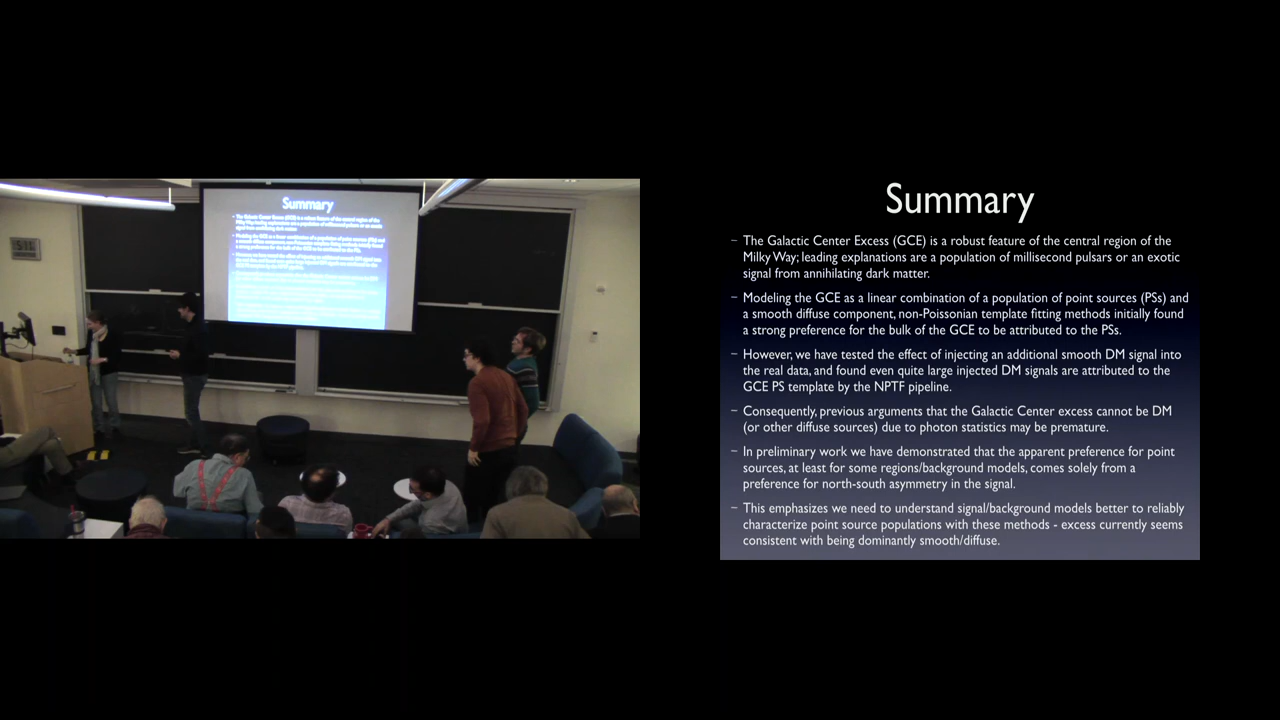 Summary
Summary
– The Galactic Center Excess (GCE) is a robust feature of the central region of the
Milky Way; leading explanations are a population of millisecond pulsars or an exotic
signal from annihilating dark matter.
– Modeling the GCE as a linear combination of a population of point sources (PSs) and
a smooth diffuse component, non-Poissonian template fitting methods initially found
a strong preference for the bulk of the GCE to be attributed to the PSs.
– However, we have tested the effect of injecting an additional smooth DM signal into
the real data, and found even quite large injected DM signals are attributed to the
GCE PS template by the NPTF pipeline.
– Consequently, previous arguments that the Galactic Center excess cannot be DM
(or other diffuse sources) due to photon statistics may be premature.
– In preliminary work we have demonstrated that the apparent preference for point
sources, at least for some regions/background models, comes solely from a
preference for north-south asymmetry in the signal.
– This emphasizes we need to understand signal/background models better to reliably
characterize point source populations with these methods - excess currently seems
consistent with being dominantly smooth/diffuse.